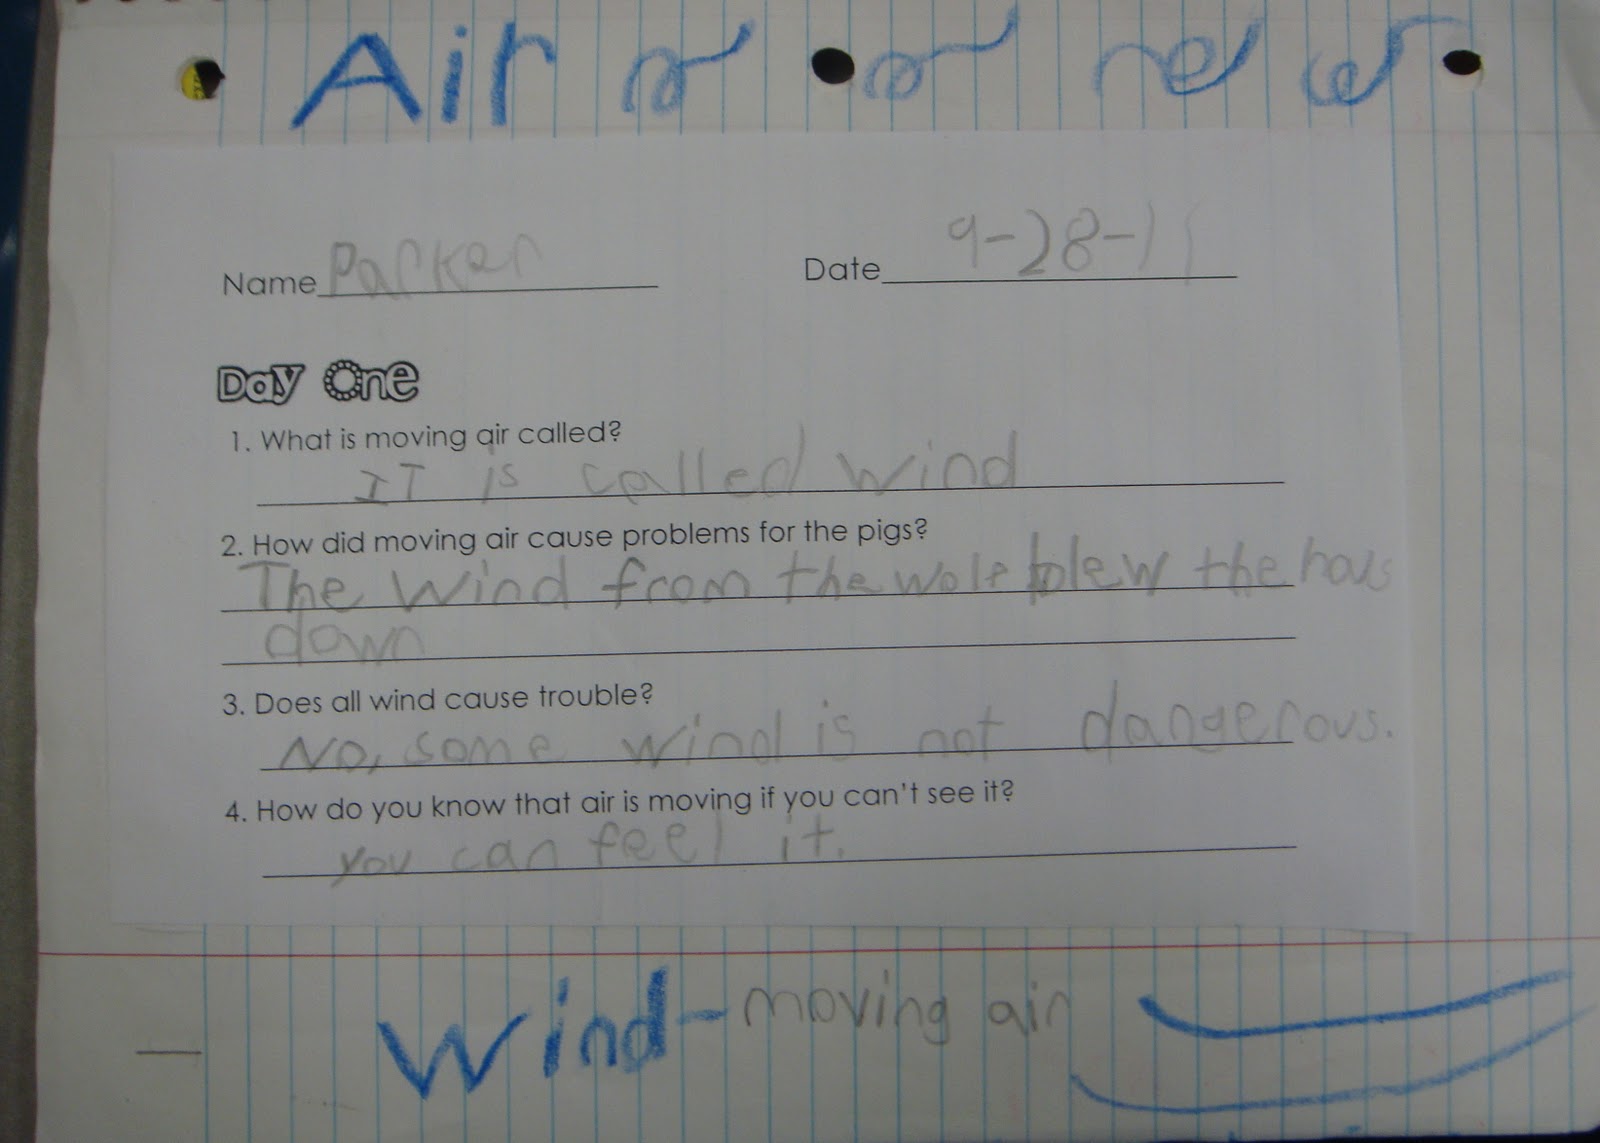 Air
Name Parker Date 9-28-11
Day One
1. What is moving air called?
IT is called wind
2. How did moving air cause problems for the pigs?
The wind from the wolf blew the hous
down
3. Does all wind cause trouble?
No, some wind is not dangerous.
4. How do you know that air is moving if you can't see it?
you can feel it.
Wind - moving air